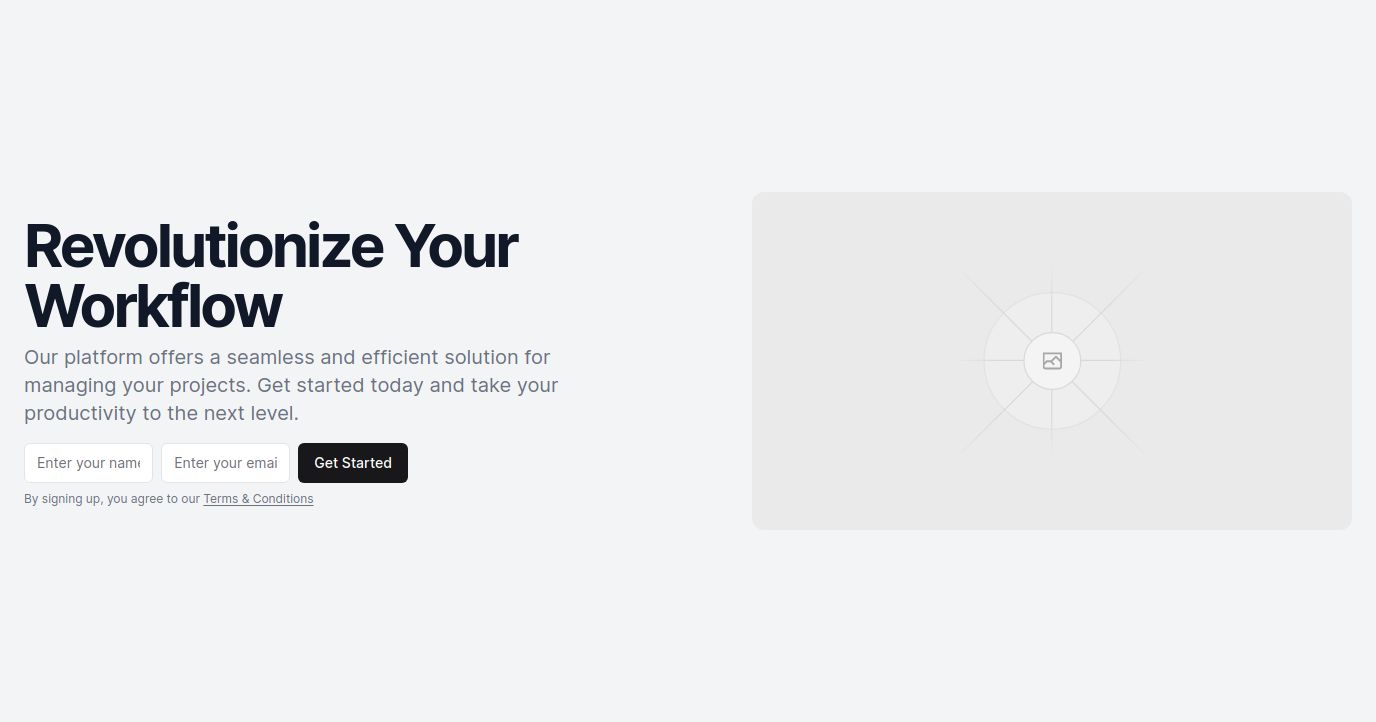 Revolutionize Your
Workflow
Our platform offers a seamless and efficient solution for
managing your projects. Get started today and take your
productivity to the next level.
Enter your name
Enter your emai
Get Started
By signing up, you agree to our Terms & Conditions